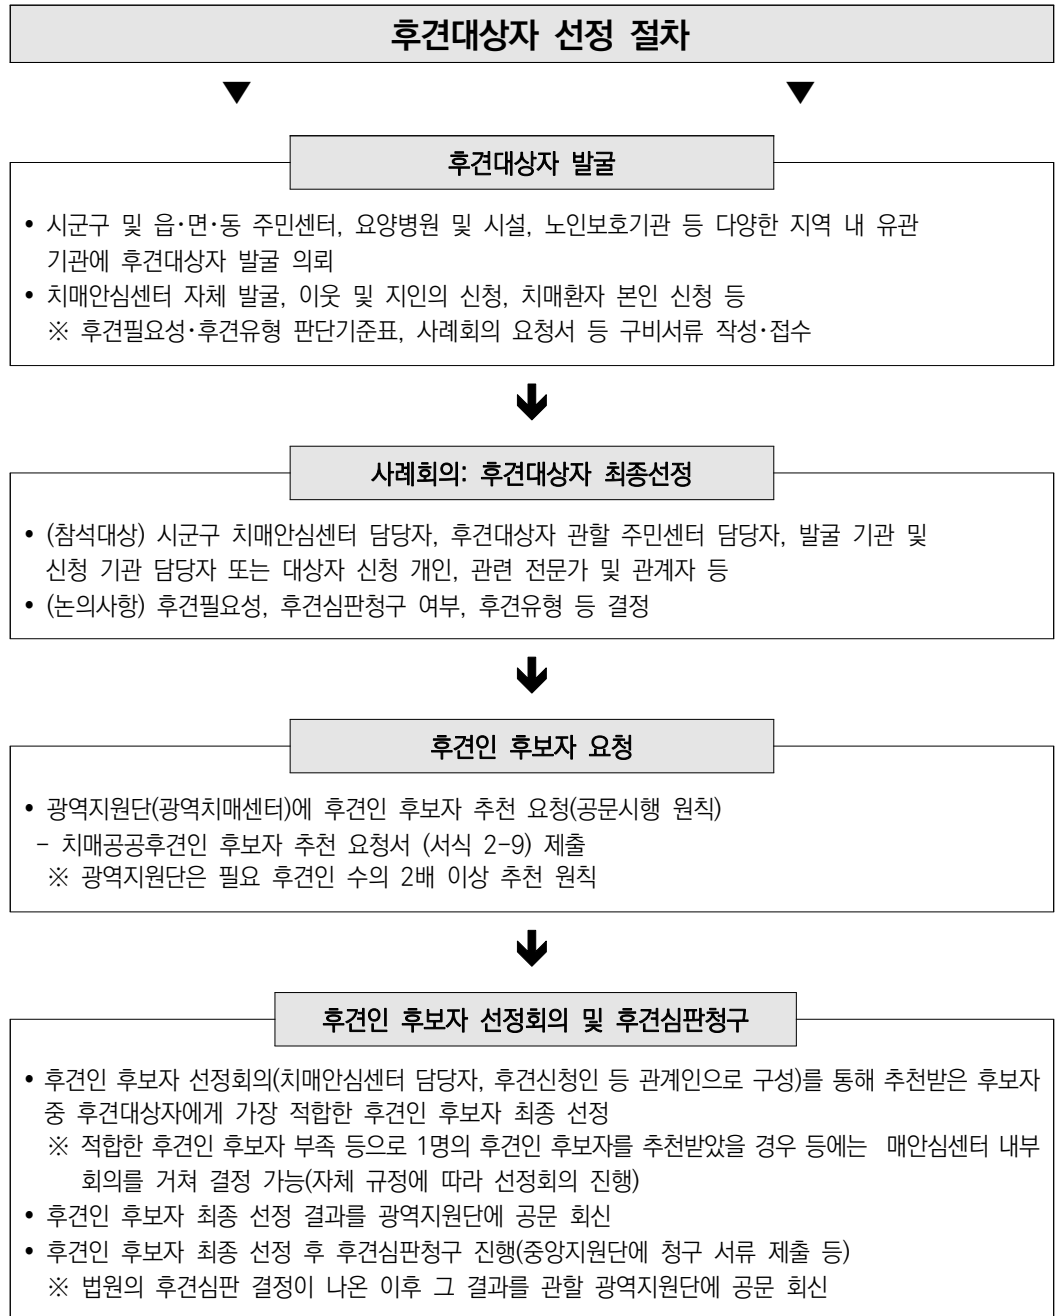 후견대상자 선정 절차
▼ ▼
후견대상자 발굴
• 시군구 및 읍·면·동 주민센터, 요양병원 및 시설, 노인보호기관 등 다양한 지역 내 유관
기관에 후견대상자 발굴 의뢰
• 치매안심센터 자체 발굴, 이웃 및 지인의 신청, 치매환자 본인 신청 등
※ 후견필요성·후견유형 판단기준표, 사례회의 요청서 등 구비서류 작성·접수
사례회의: 후견대상자 최종선정
• (참석대상) 시군구 치매안심센터 담당자, 후견대상자 관할 주민센터 담당자, 발굴 기관 및
신청 기관 담당자 또는 대상자 신청 개인, 관련 전문가 및 관계자 등
• (논의사항) 후견필요성, 후견심판청구 여부, 후견유형 등 결정
후견인 후보자 요청
• 광역지원단(광역치매센터)에 후견인 후보자 추천 요청(공문시행 원칙)
- 치매공공후견인 후보자 추천 요청서 (서식 2-9) 제출
※ 광역지원단은 필요 후견인 수의 2배 이상 추천 원칙
후견인 후보자 선정회의 및 후견심판청구
• 후견인 후보자 선정회의(치매안심센터 담당자, 후견신청인 등 관계인으로 구성)를 통해 추천받은 후보자
중 후견대상자에게 가장 적합한 후견인 후보자 최종 선정
※ 적합한 후견인 후보자 부족 등으로 1명의 후견인 후보자를 추천받았을 경우 등에는 매안심센터 내부
회의를 거쳐 결정 가능(자체 규정에 따라 선정회의 진행)
• 후견인 후보자 최종 선정 결과를 광역지원단에 공문 회신
• 후견인 후보자 최종 선정 후 후견심판청구 진행(중앙지원단에 청구 서류 제출 등)
※ 법원의 후견심판 결정이 나온 이후 그 결과를 관할 광역지원단에 공문 회신